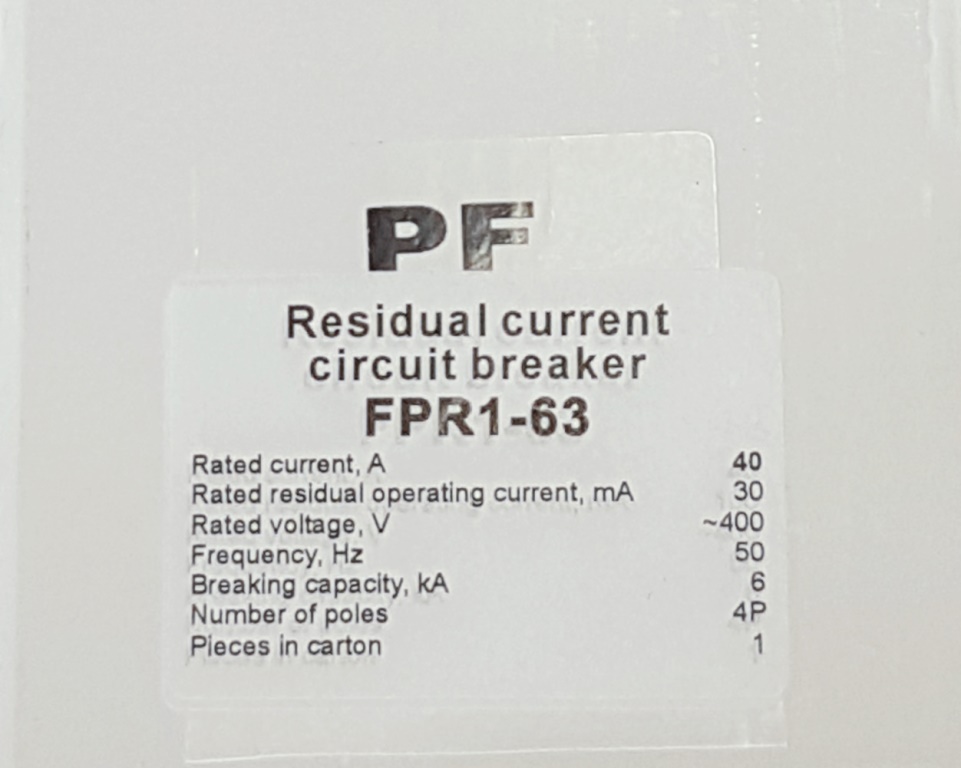 PF
Residual current
circuit breaker
FPR1-63
Rated current, A 40
Rated residual operating current, mA 30
Rated voltage, V ~400
Frequency, Hz 50
Breaking capacity, kA 6
Number of poles 4P
Pieces in carton 1